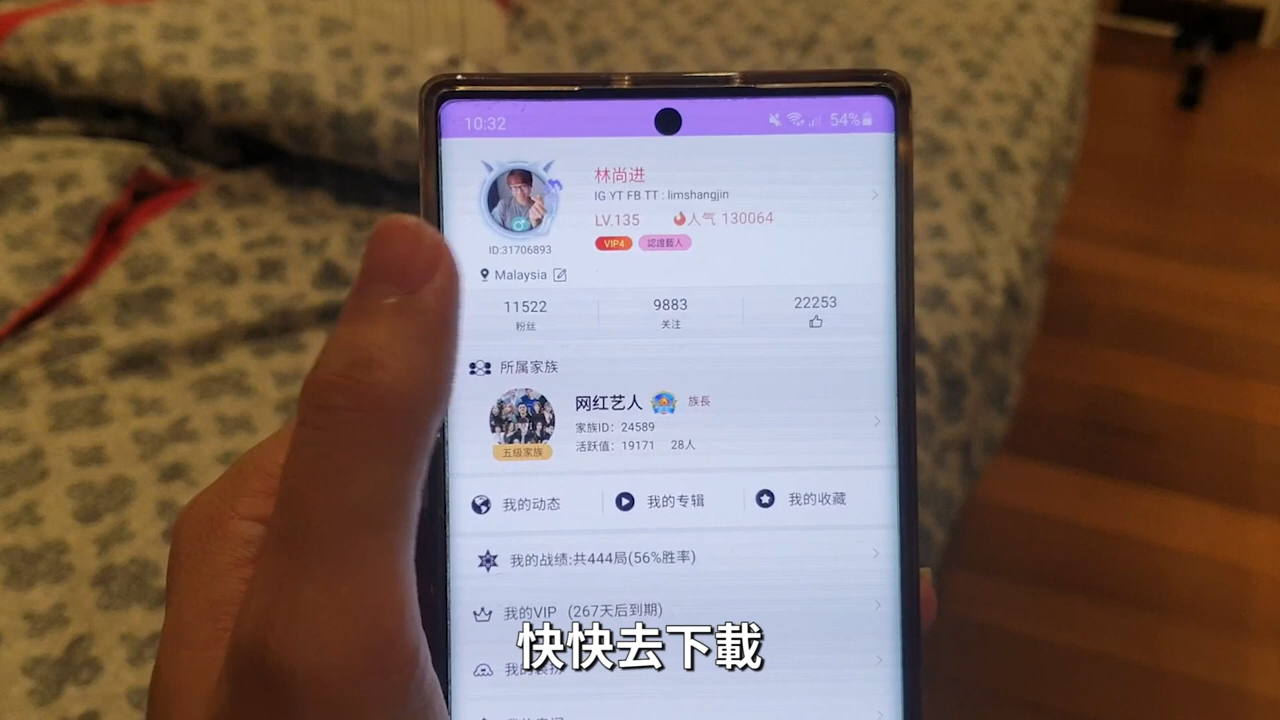 10:32
54%
林尚进
IG YT FB TT : limshangjin
LV.135
人气 130064
VIP4
認證藝人
ID:31706893
Malaysia
11522
9883
22253
粉丝
关注
所属家族
网红艺人
族長
家族ID: 24589
活跃值: 19171
28人
五級家族
我的动态
我的专辑
我的收藏
我的战绩:共444局(56%胜率)
我的VIP (267天后到期)
快快去下載